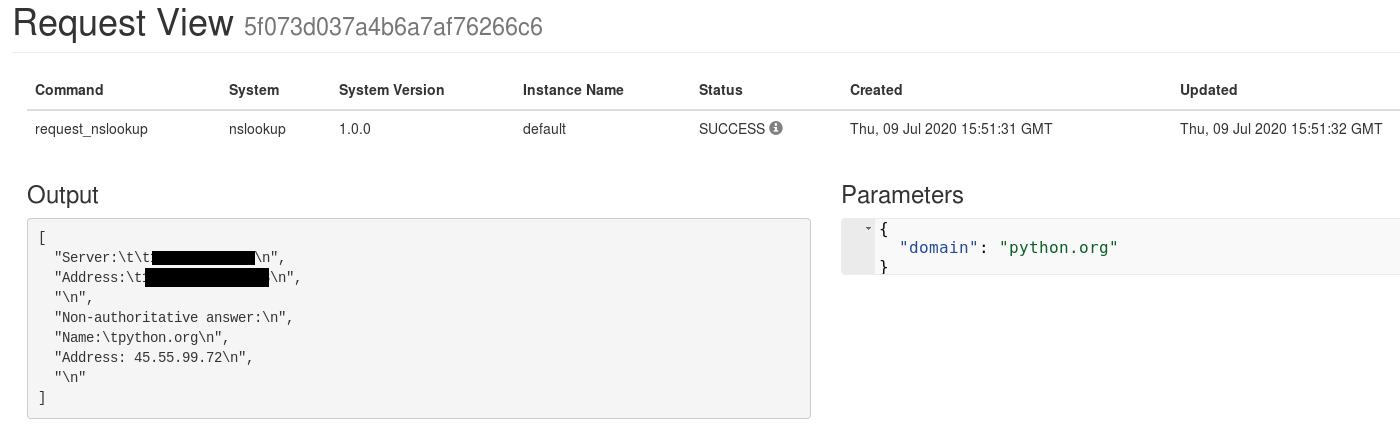 Request View 5f073d037a4b6a7af76266c6
Command System System Version Instance Name Status Created Updated
request_nslookup nslookup 1.0.0 default SUCCESS Thu, 09 Jul 2020 15:51:31 GMT Thu, 09 Jul 2020 15:51:32 GMT
Output
[
"Server:\t\t \n",
"Address:\t \n",
"\n",
"Non-authoritative answer:\n",
"Name:\tpython.org\n",
"Address: 45.55.99.72\n",
"\n"
]
Parameters
{
"domain": "python.org"
}